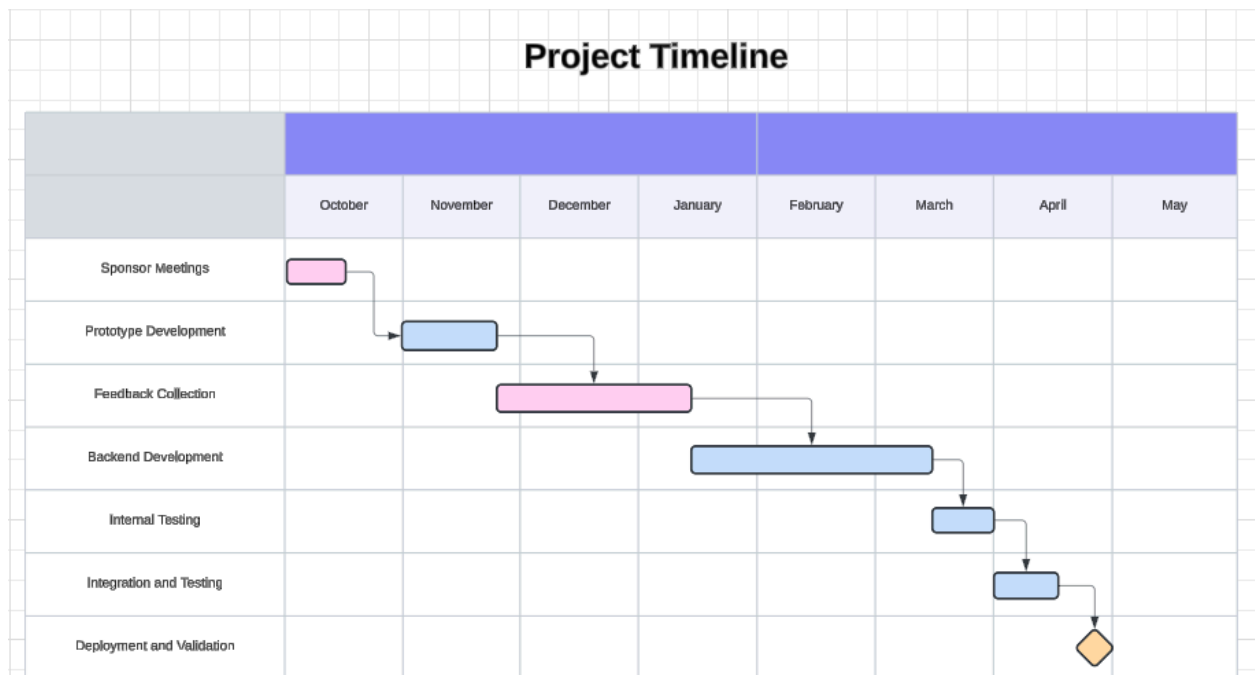 Project Timeline
October November December January February March April May
Sponsor Meetings
Prototype Development
Feedback Collection
Backend Development
Internal Testing
Integration and Testing
Deployment and Validation